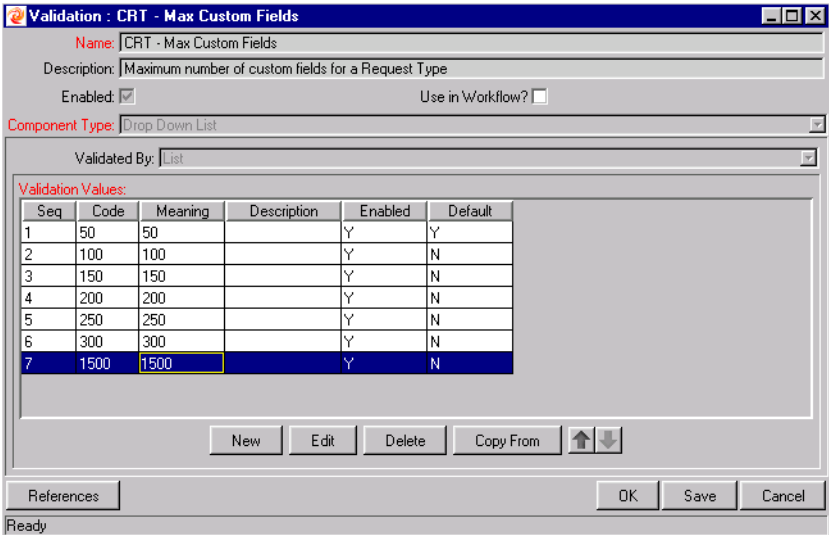 Validation : CRT - Max Custom Fields
Name: CRT - Max Custom Fields
Description: Maximum number of custom fields for a Request Type
Enabled: Use in Workflow?
Component Type: Drop Down List
Validated By: List
Validation Values:
Seq Code Meaning Description Enabled Default
1 50 50 Y Y
2 100 100 Y N
3 150 150 Y N
4 200 200 Y N
5 250 250 Y N
6 300 300 Y N
7 1500 1500 Y N
New Edit Delete Copy From
References OK Save Cancel
Ready